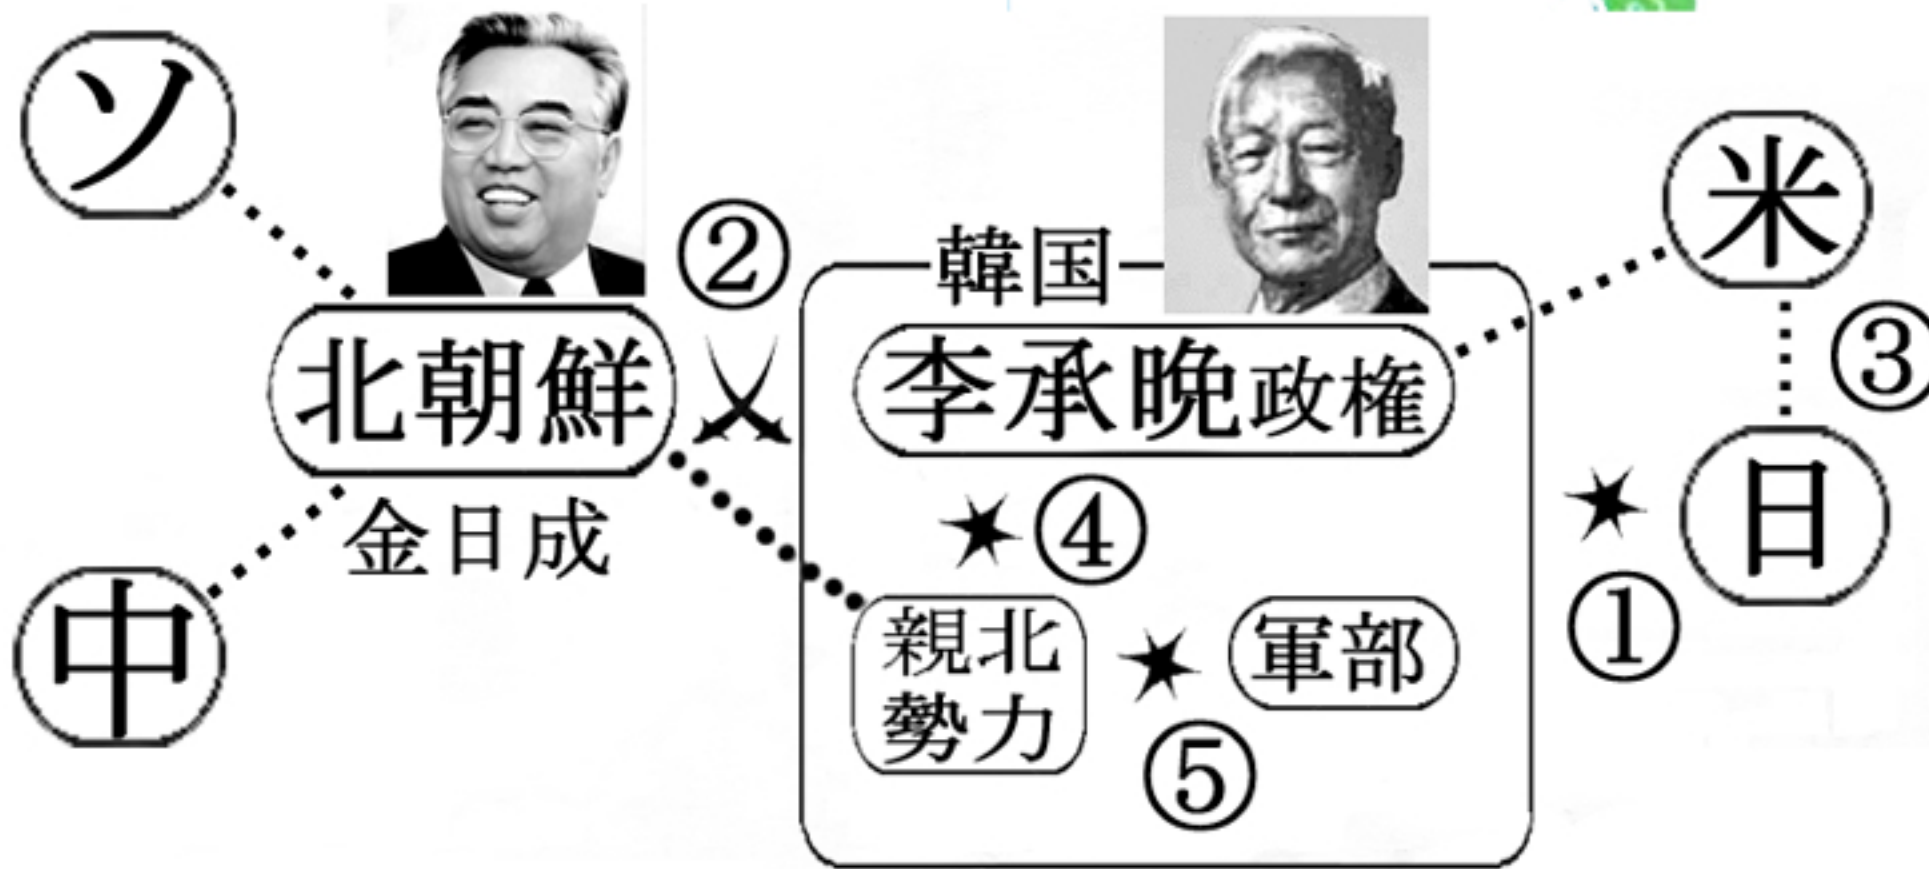 ソ
②
韓国
米
北朝鮮
李承晩政権
③
金日成
④
日
中
親北
勢力
軍部
①
⑤